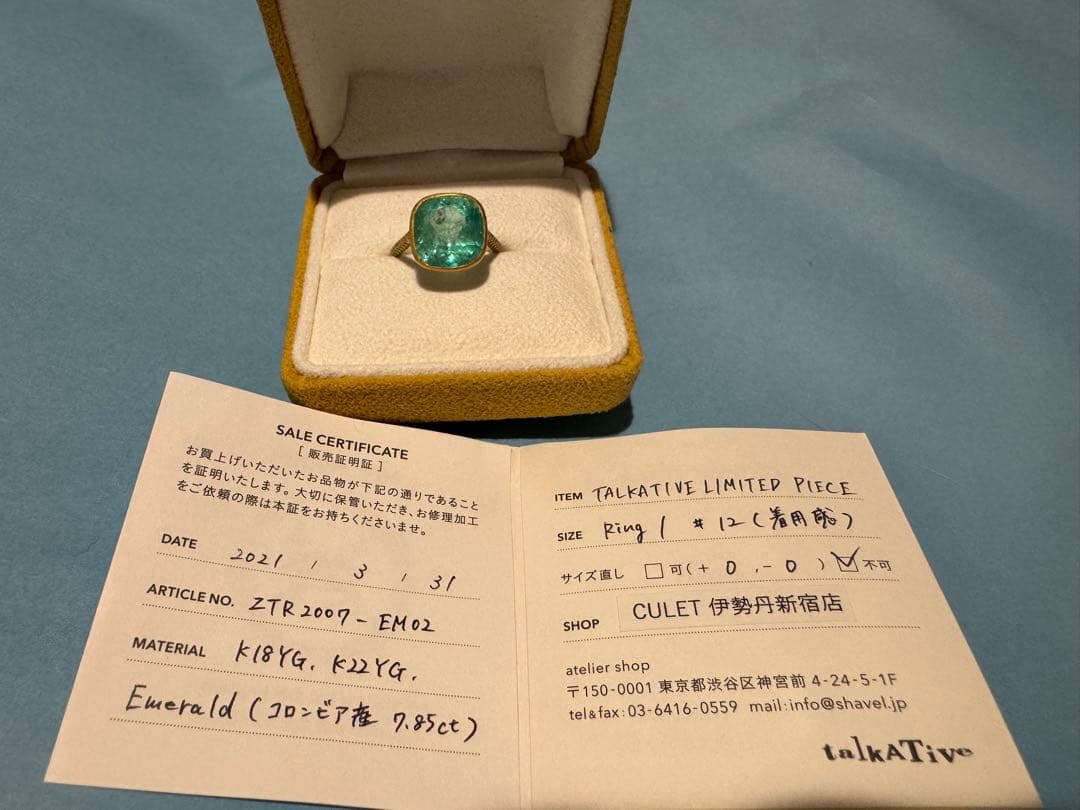 SALE CERTIFICATE
[ 販売証明証 ]
お買上げいただいたお品物が下記の通りであること
を証明いたします。大切に保管いただき、お修理加工
をご依頼の際は本証をお持ちくださいませ。
DATE 2021 / 3 / 31
ARTICLE NO. ZTR2007-EM02
MATERIAL K18YG. K22YG.
Emerald (コロンビア産 7.85ct)
ITEM TALKATIVE LIMITED PIECE
SIZE Ring / #12 (着用感)
サイズ直し □ 可 ( + 0 , - 0 ) ☑ 不可
SHOP CULET 伊勢丹新宿店
atelier shop
〒150-0001 東京都渋谷区神宮前 4-24-5-1F
tel&fax : 03-6416-0559 mail : info@shavel.jp
talkATive